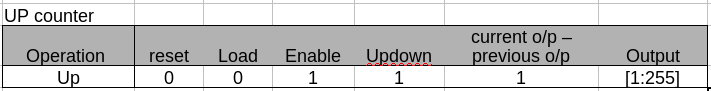 UP counter
Operation reset Load Enable Updown current o/p – previous o/p Output
Up 0 0 1 1 1 [1:255]